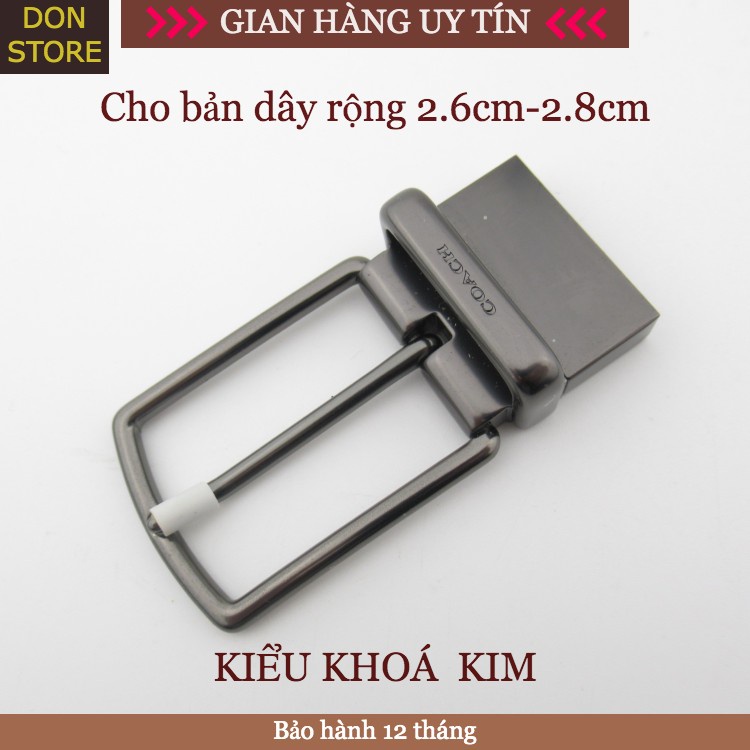 DON
STORE
GIAN HÀNG UY TÍN
Cho bản dây rộng 2.6cm-2.8cm
COACH
KIỂU KHOÁ KIM
Bảo hành 12 tháng